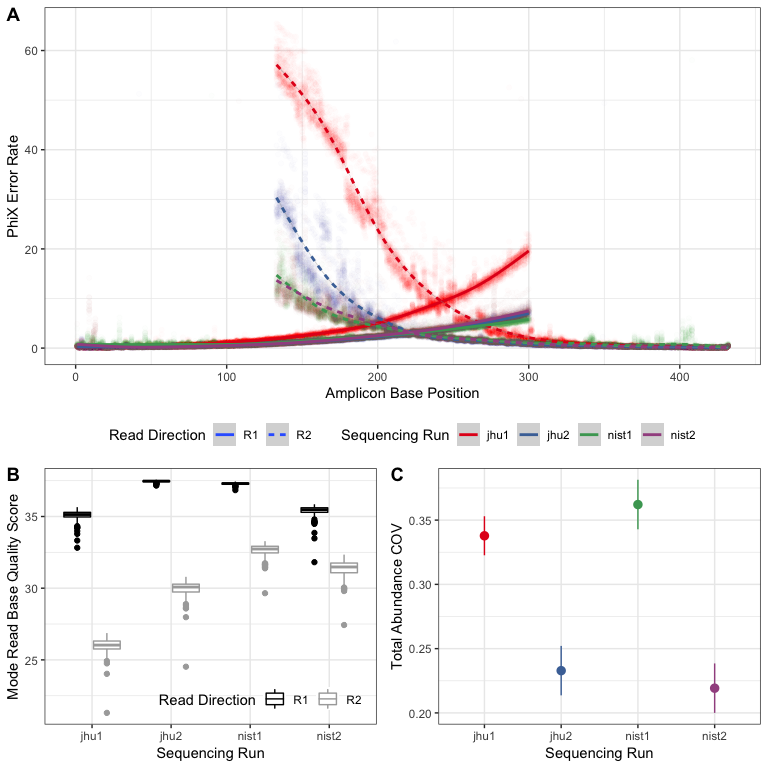 A
PhiX Error Rate
60
40
20
0
0 100 200 300 400
Amplicon Base Position
Read Direction R1 R2 Sequencing Run jhu1 jhu2 nist1 nist2
B
Mode Read Base Quality Score
35
30
25
Read Direction R1 R2
jhu1 jhu2 nist1 nist2
Sequencing Run
C
Total Abundance COV
0.35
0.30
0.25
0.20
jhu1 jhu2 nist1 nist2
Sequencing Run